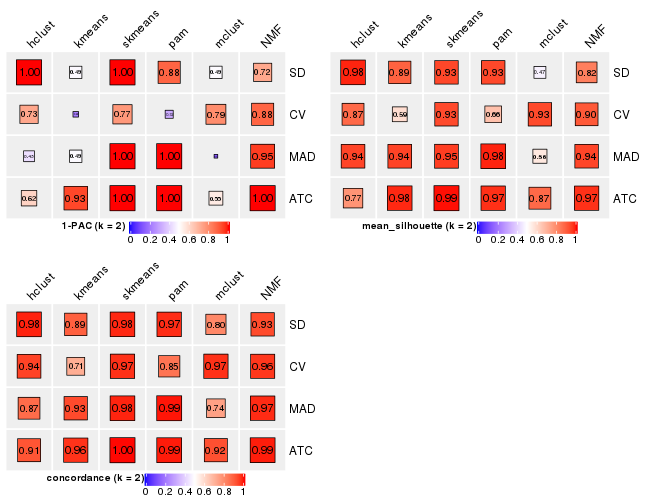 hclust kmeans skmeans pam mclust NMF
1.00 0.49 1.00 0.88 0.49 0.72 SD
0.73 0.77 0.79 0.88 CV
0.49 1.00 1.00 0.95 MAD
0.62 0.93 1.00 1.00 0.55 1.00 ATC
1-PAC (k = 2)
0 0.2 0.4 0.6 0.8 1
hclust kmeans skmeans pam mclust NMF
0.98 0.89 0.93 0.93 0.47 0.82 SD
0.87 0.59 0.93 0.66 0.93 0.90 CV
0.94 0.94 0.95 0.98 0.56 0.94 MAD
0.77 0.98 0.99 0.97 0.87 0.97 ATC
mean_silhouette (k = 2)
0 0.2 0.4 0.6 0.8 1
hclust kmeans skmeans pam mclust NMF
0.98 0.89 0.98 0.97 0.80 0.93 SD
0.94 0.71 0.97 0.85 0.97 0.96 CV
0.87 0.93 0.98 0.99 0.74 0.97 MAD
0.91 0.96 1.00 0.99 0.92 0.99 ATC
concordance (k = 2)
0 0.2 0.4 0.6 0.8 1